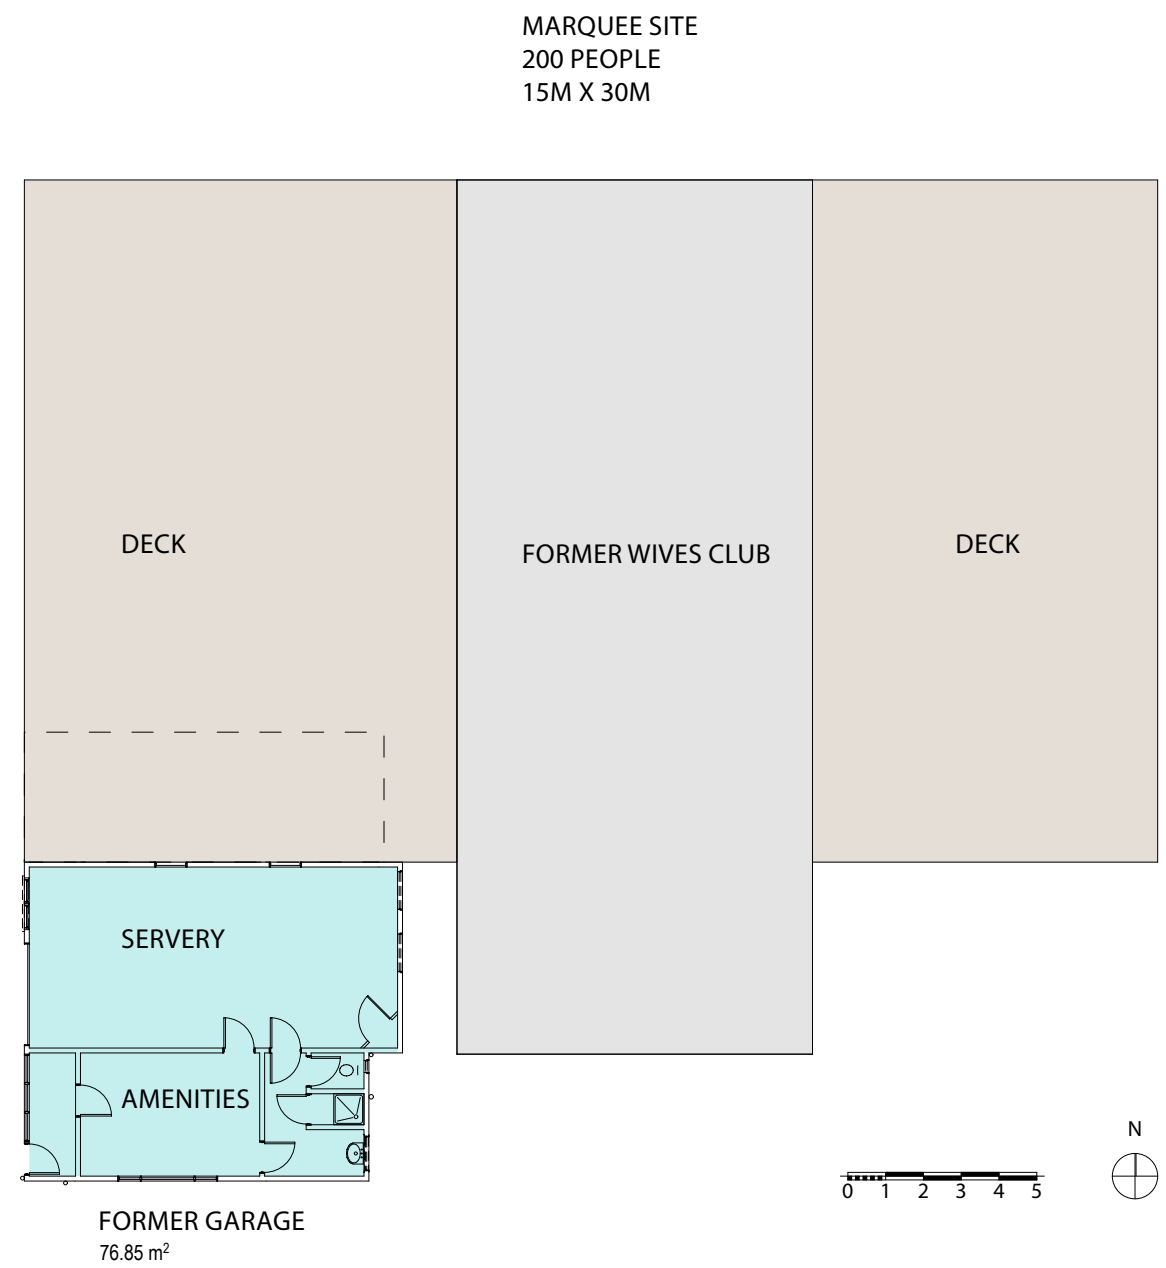 MARQUEE SITE
200 PEOPLE
15M X 30M
DECK
FORMER WIVES CLUB
DECK
SERVERY
AMENITIES
N
0 1 2 3 4 5
FORMER GARAGE
76.85 m²